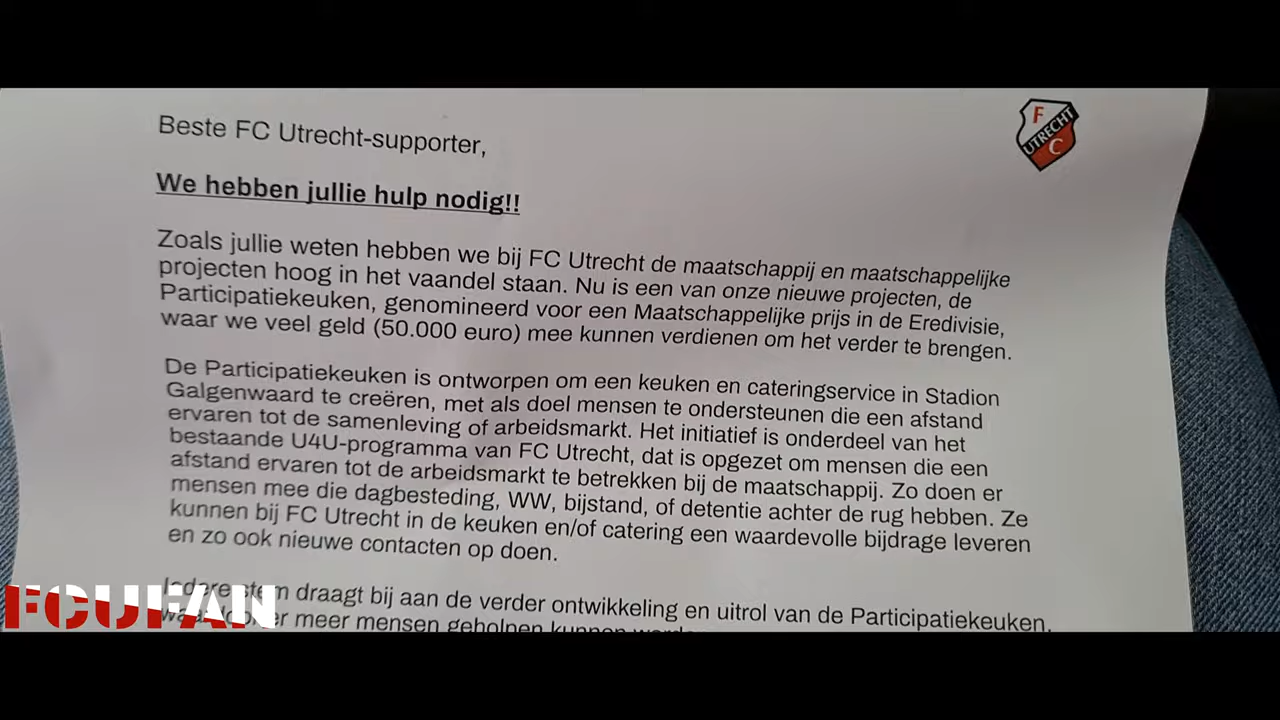 Beste FC Utrecht-supporter,
F
UTRECHT
C
We hebben jullie hulp nodig!!
Zoals jullie weten hebben we bij FC Utrecht de maatschappij en maatschappelijke
projecten hoog in het vaandel staan. Nu is een van onze nieuwe projecten, de
Participatiekeuken, genomineerd voor een Maatschappelijke prijs in de Eredivisie,
waar we veel geld (50.000 euro) mee kunnen verdienen om het verder te brengen.
De Participatiekeuken is ontworpen om een keuken en cateringservice in Stadion
Galgenwaard te creëren, met als doel mensen te ondersteunen die een afstand
ervaren tot de samenleving of arbeidsmarkt. Het initiatief is onderdeel van het
bestaande U4U-programma van FC Utrecht, dat is opgezet om mensen die een
afstand ervaren tot de arbeidsmarkt te betrekken bij de maatschappij. Zo doen er
mensen mee die dagbesteding, WW, bijstand, of detentie achter de rug hebben. Ze
kunnen bij FC Utrecht in de keuken en/of catering een waardevolle bijdrage leveren
en zo ook nieuwe contacten op doen.
Iedere stem draagt bij aan de verder ontwikkeling en uitrol van de Participatiekeuken,
er meer mensen geholpen kunnen
FCUFAN